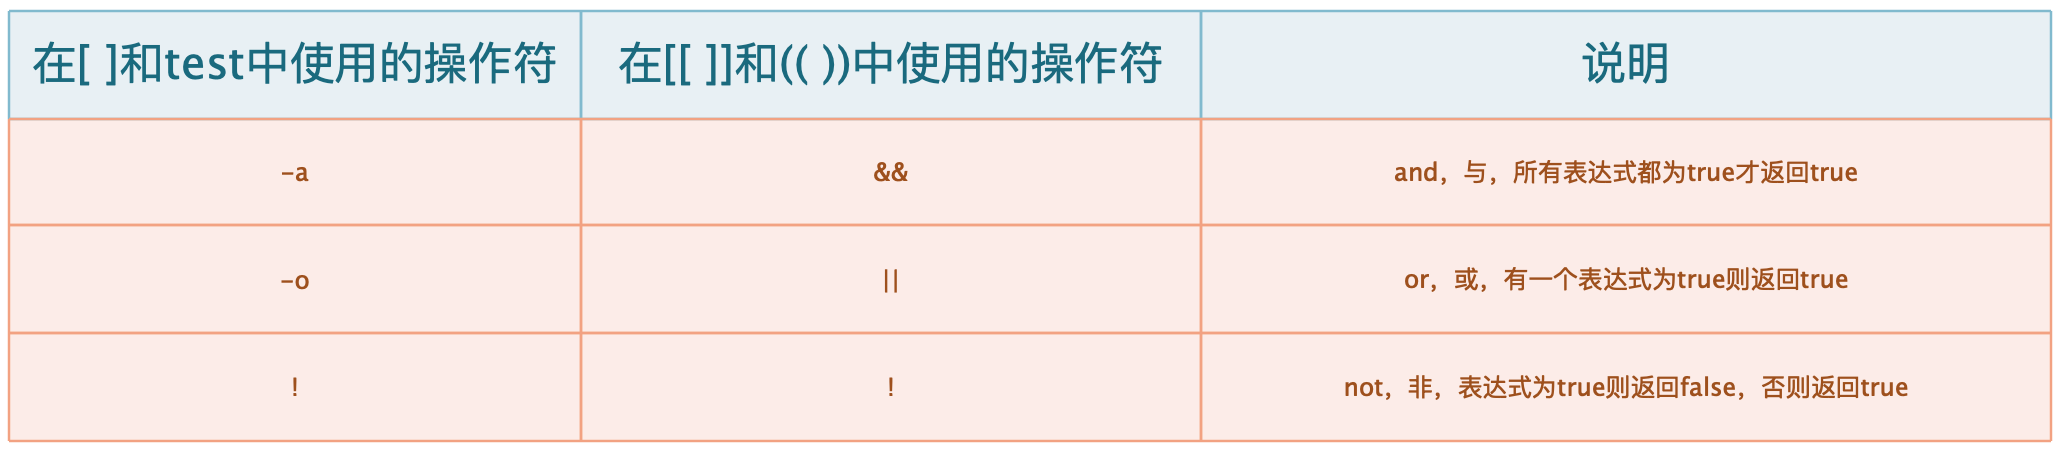 在[ ]和test中使用的操作符
在[[ ]]和(( ))中使用的操作符
说明
-a
&&
and，与，所有表达式都为true才返回true
-o
||
or，或，有一个表达式为true则返回true
!
!
not，非，表达式为true则返回false，否则返回true